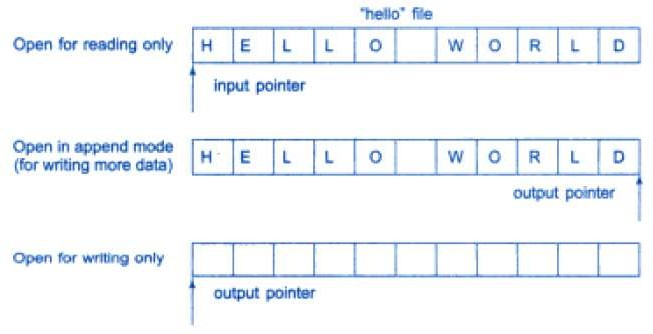 "hello" file
Open for reading only H E L L O W O R L D
input pointer
Open in append mode
(for writing more data) H E L L O W O R L D
output pointer
Open for writing only
output pointer